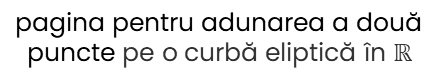 pagina pentru adunarea a două
puncte pe o curbă eliptică în ℝ